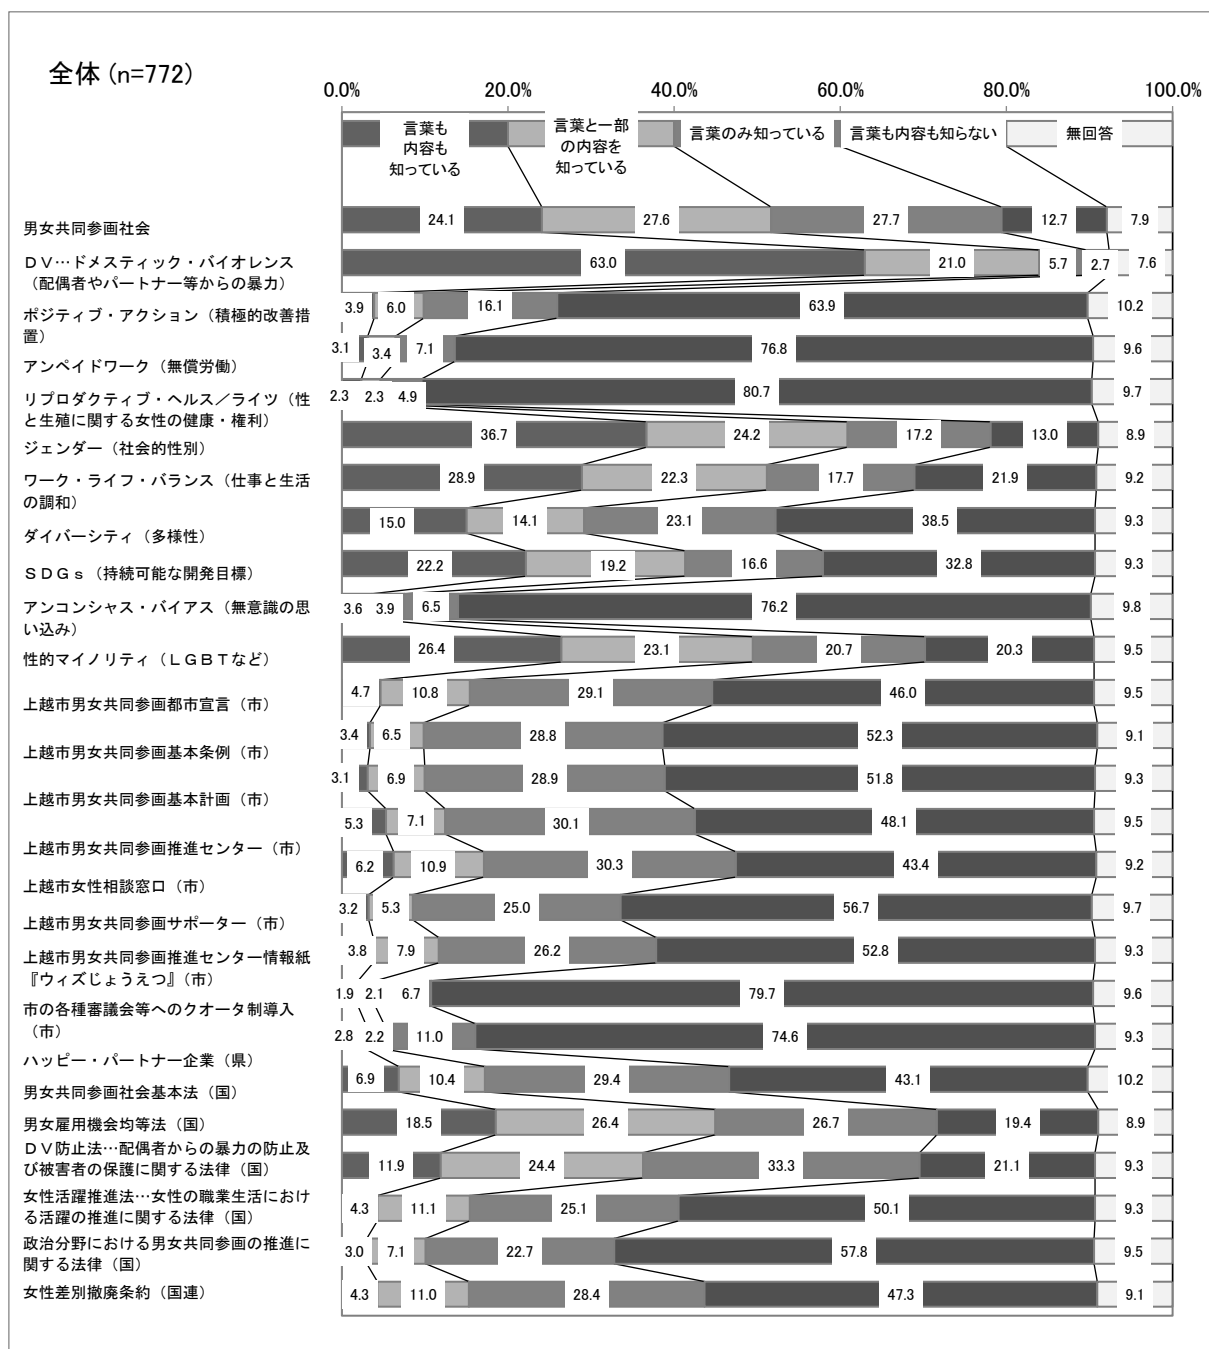 全体 (n=772)
0.0% 20.0% 40.0% 60.0% 80.0% 100.0%
言葉も
内容も
知っている
言葉と一部
の内容を
知っている
言葉のみ知っている
言葉も内容も知らない
無回答
男女共同参画社会
24.1 27.6 27.7 12.7 7.9
ＤＶ…ドメスティック・バイオレンス
（配偶者やパートナー等からの暴力）
63.0 21.0 5.7 2.7 7.6
ポジティブ・アクション（積極的改善措
置）
3.9 6.0 16.1 63.9 10.2
アンペイドワーク（無償労働）
3.1 3.4 7.1 76.8 9.6
リプロダクティブ・ヘルス／ライツ（性
と生殖に関する女性の健康・権利）
2.3 2.3 4.9 80.7 9.7
ジェンダー（社会的性別）
36.7 24.2 17.2 13.0 8.9
ワーク・ライフ・バランス（仕事と生活
の調和）
28.9 22.3 17.7 21.9 9.2
ダイバーシティ（多様性）
15.0 14.1 23.1 38.5 9.3
ＳＤＧｓ（持続可能な開発目標）
22.2 19.2 16.6 32.8 9.3
アンコンシャス・バイアス（無意識の思
い込み）
3.6 3.9 6.5 76.2 9.8
性的マイノリティ（ＬＧＢＴなど）
26.4 23.1 20.7 20.3 9.5
上越市男女共同参画都市宣言（市）
4.7 10.8 29.1 46.0 9.5
上越市男女共同参画基本条例（市）
3.4 6.5 28.8 52.3 9.1
上越市男女共同参画基本計画（市）
3.1 6.9 28.9 51.8 9.3
上越市男女共同参画推進センター（市）
5.3 7.1 30.1 48.1 9.5
上越市女性相談窓口（市）
6.2 10.9 30.3 43.4 9.2
上越市男女共同参画サポーター（市）
3.2 5.3 25.0 56.7 9.7
上越市男女共同参画推進センター情報紙
『ウィズじょうえつ』（市）
3.8 7.9 26.2 52.8 9.3
市の各種審議会等へのクオータ制導入
（市）
1.9 2.1 6.7 79.7 9.6
ハッピー・パートナー企業（県）
2.8 2.2 11.0 74.6 9.3
男女共同参画社会基本法（国）
6.9 10.4 29.4 43.1 10.2
男女雇用機会均等法（国）
18.5 26.4 26.7 19.4 8.9
ＤＶ防止法…配偶者からの暴力の防止及
び被害者の保護に関する法律（国）
11.9 24.4 33.3 21.1 9.3
女性活躍推進法…女性の職業生活におけ
る活躍の推進に関する法律（国）
4.3 11.1 25.1 50.1 9.3
政治分野における男女共同参画の推進に
関する法律（国）
3.0 7.1 22.7 57.8 9.5
女性差別撤廃条約（国連）
4.3 11.0 28.4 47.3 9.1